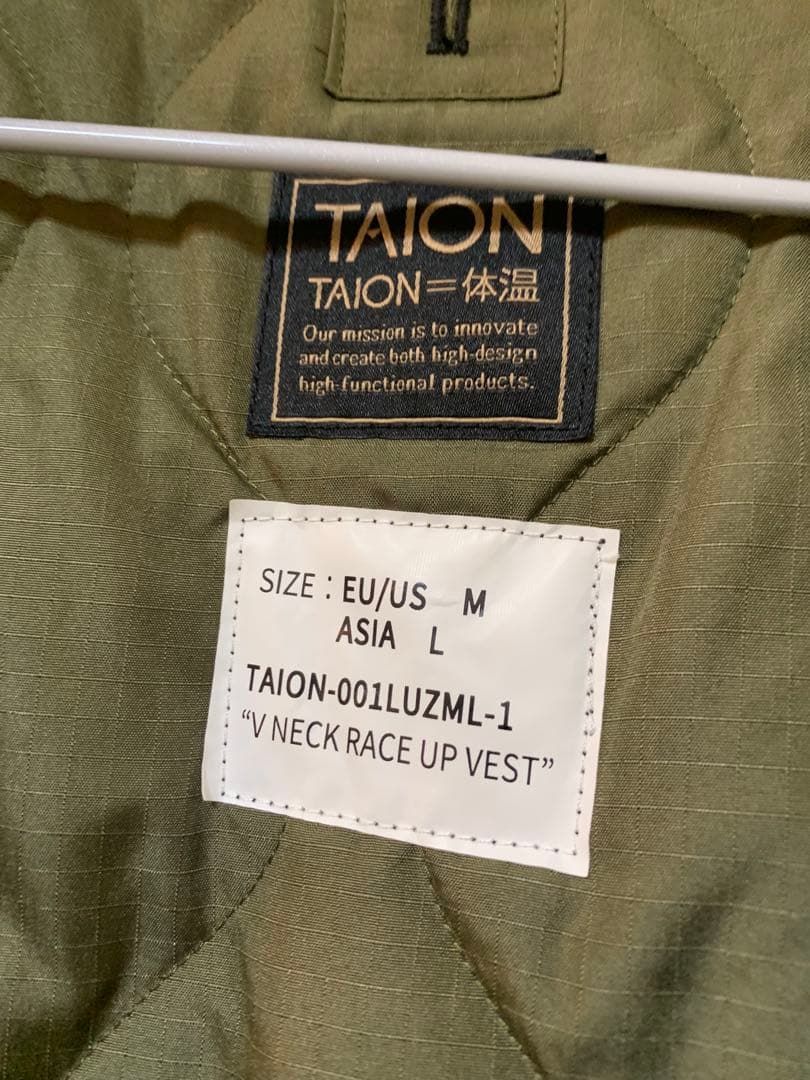 TAION
TAION=体温
Our mission is to innovate
and create both high-design
high-functional products.
SIZE : EU/US M
ASIA L
TAION-001LUZML-1
“V NECK RACE UP VEST”